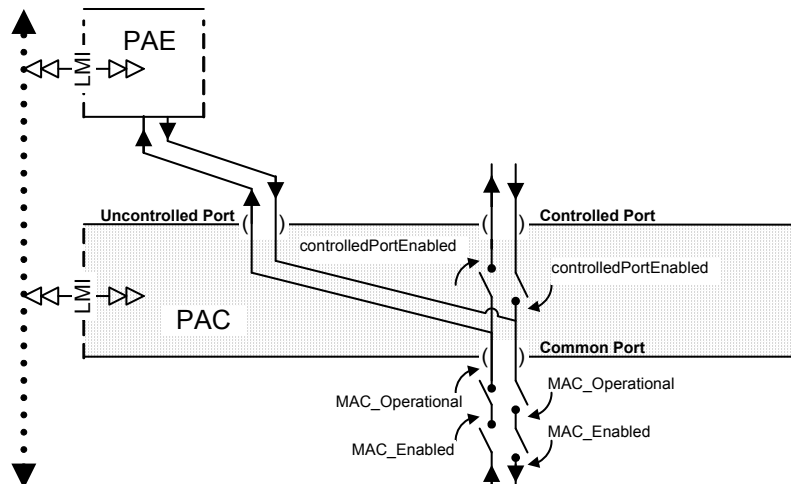 PAE
LMI
Uncontrolled Port
Controlled Port
controlledPortEnabled
controlledPortEnabled
LMI
PAC
Common Port
MAC_Operational
MAC_Operational
MAC_Enabled
MAC_Enabled